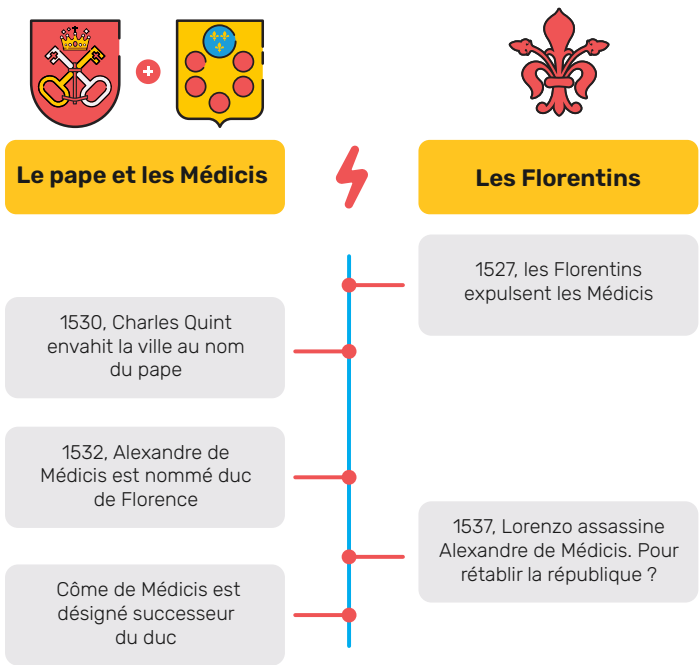 Le pape et les Médicis
Les Florentins
1527, les Florentins
expulsent les Médicis
1530, Charles Quint
envahit la ville au nom
du pape
1532, Alexandre de
Médicis est nommé duc
de Florence
1537, Lorenzo assassine
Alexandre de Médicis. Pour
rétablir la république ?
Côme de Médicis est
désigné successeur
du duc